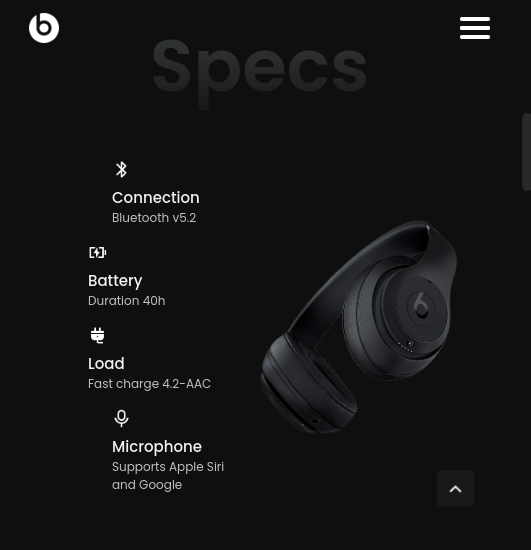 Specs
Connection
Bluetooth v5.2
Battery
Duration 40h
Load
Fast charge 4.2-AAC
Microphone
Supports Apple Siri
and Google